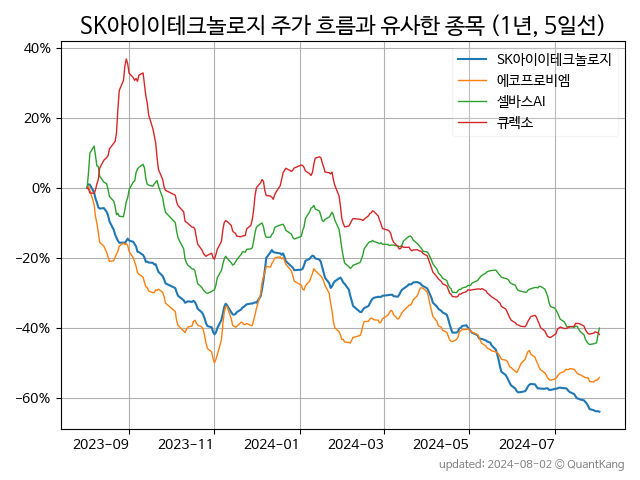 SK아이이테크놀로지 주가 흐름과 유사한 종목 (1년, 5일선)
40%
20%
0%
−20%
−40%
−60%
SK아이이테크놀로지
에코프로비엠
셀바스AI
큐렉소
2023-09
2023-11
2024-01
2024-03
2024-05
2024-07
updated: 2024-08-02 © QuantKang